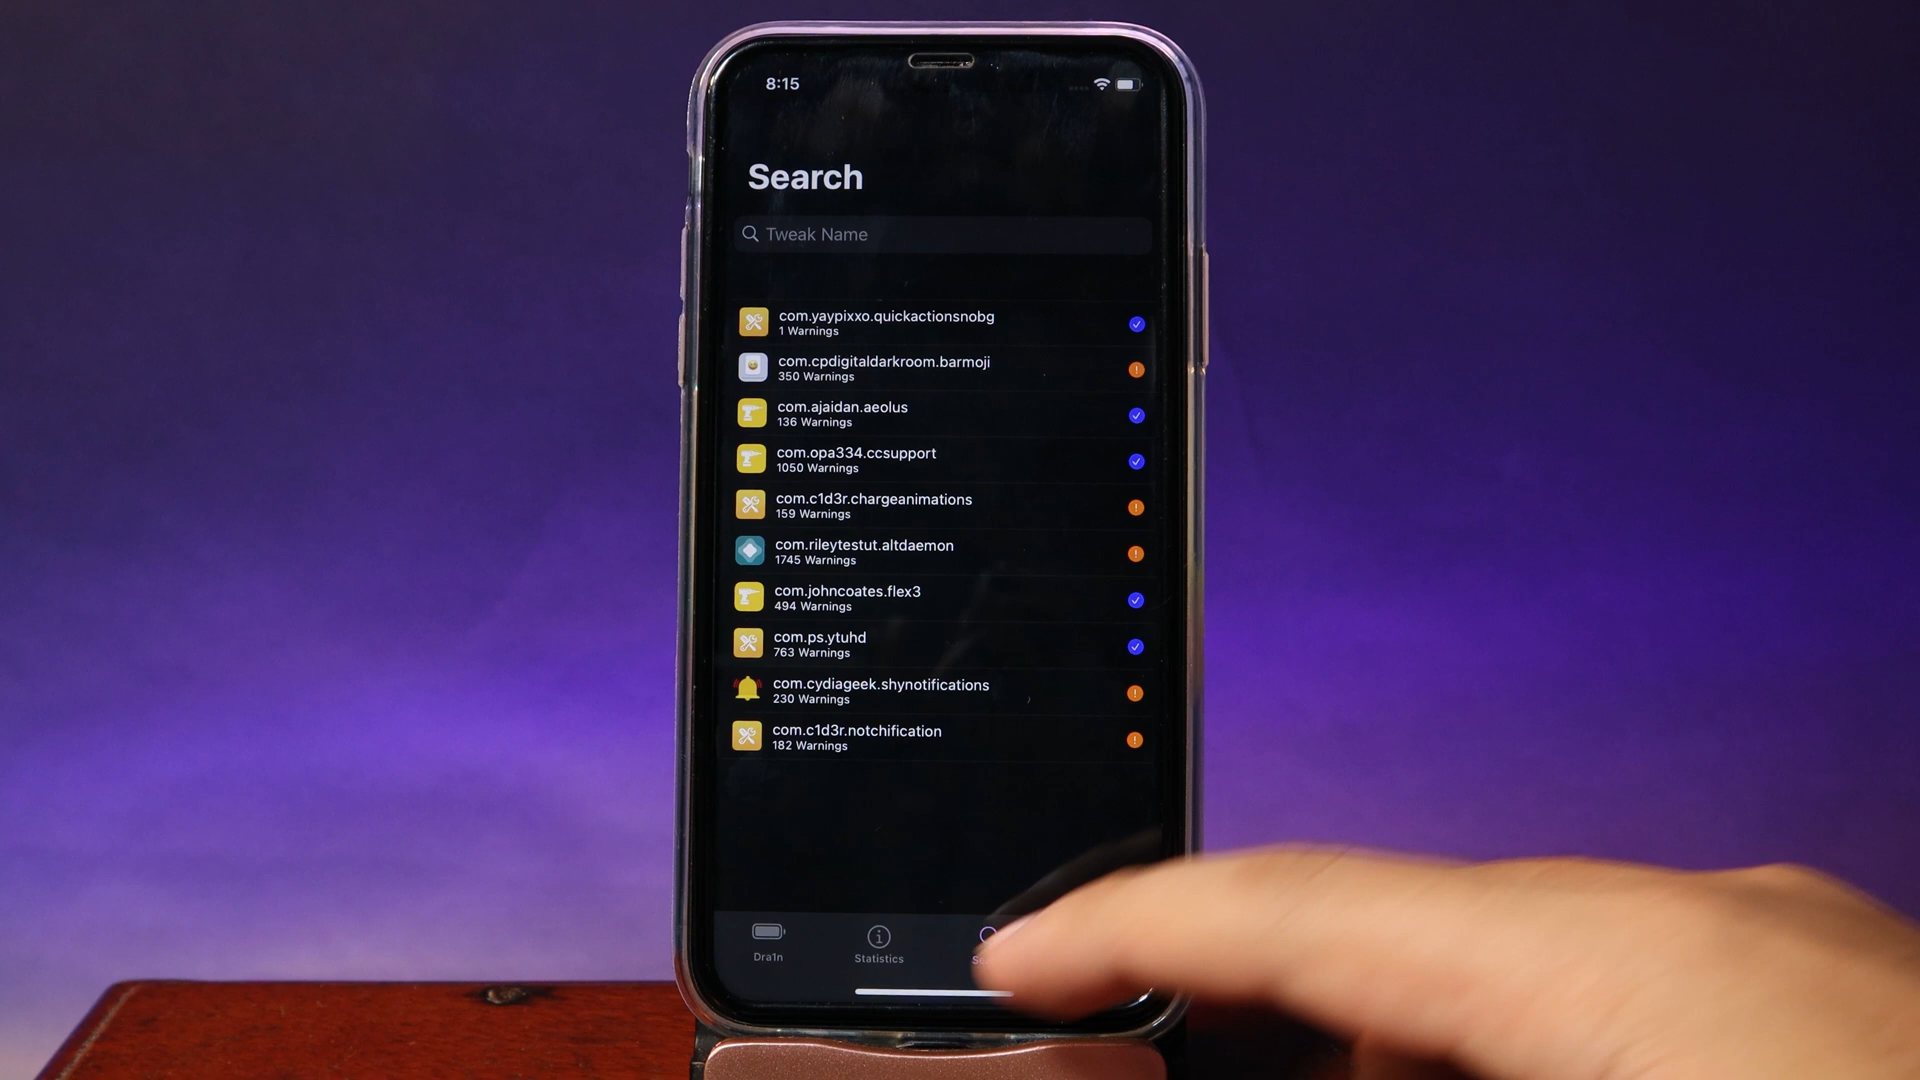 8:15
Search
Tweak Name
com.yaypixxo.quickactionsnobg
1 Warnings
com.cpdigitaldarkroom.barmoji
350 Warnings
com.ajaidan.aeolus
136 Warnings
com.opa334.ccsupport
1050 Warnings
com.c1d3r.chargeanimations
159 Warnings
com.rileytestut.altdaemon
1745 Warnings
com.johncoates.flex3
494 Warnings
com.ps.ytuhd
763 Warnings
com.cydiageek.shynotifications
230 Warnings
com.c1d3r.notchification
182 Warnings
Dra1n
Statistics